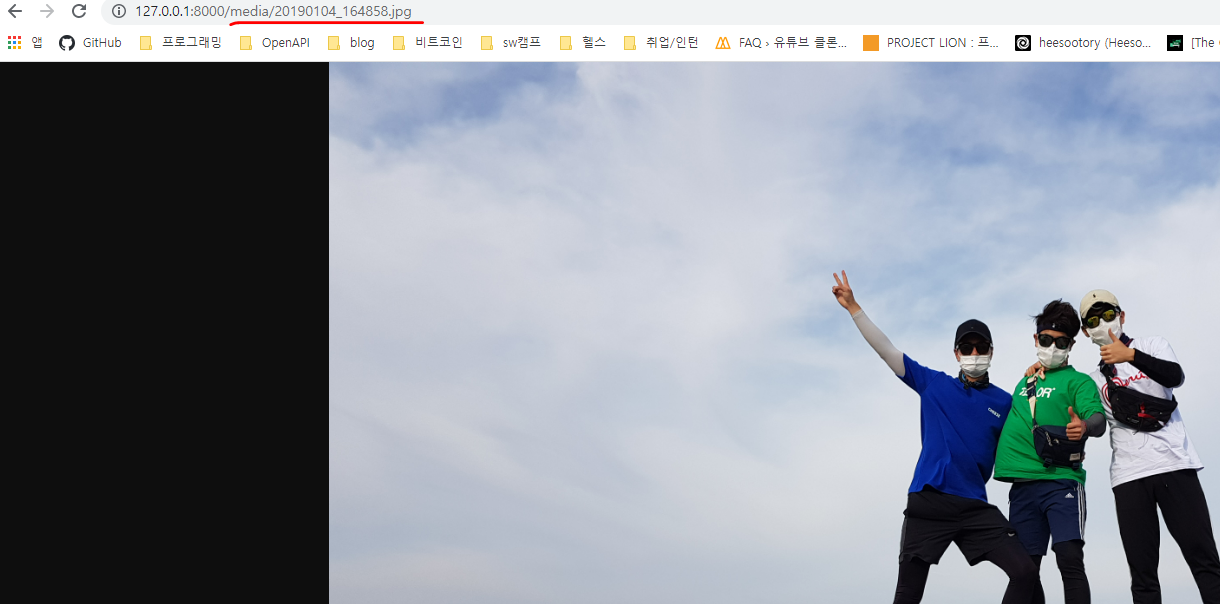 127.0.0.1:8000/media/20190104_164858.jpg
앱 GitHub 프로그래밍 OpenAPI blog 비트코인 sw캠프 헬스 취업/인턴 FAQ › 유튜브 클론... PROJECT LION : 프... heesootory (Heeso... [The